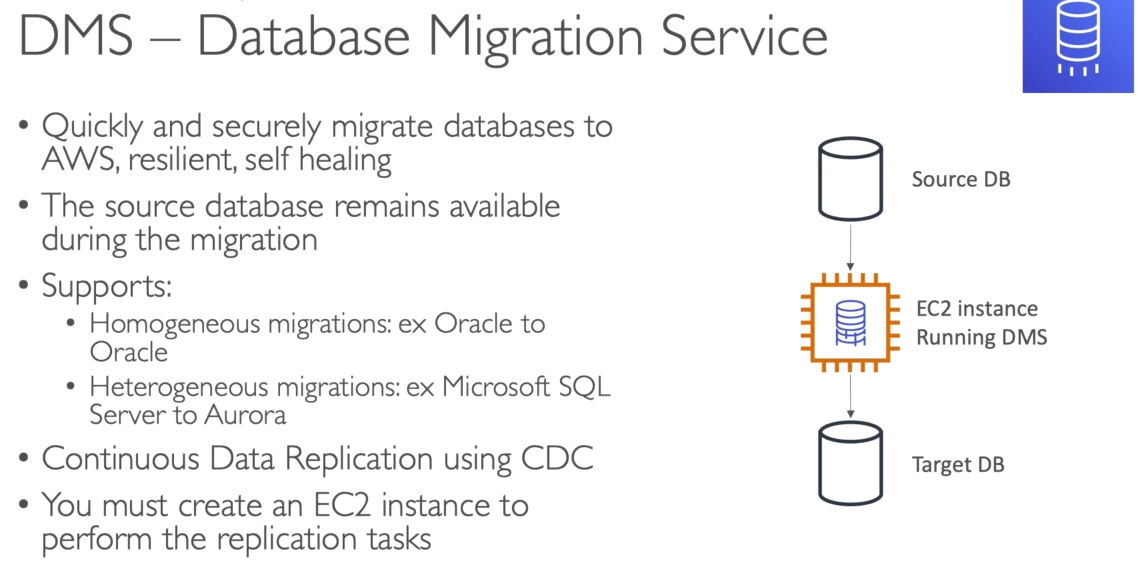 DMS – Database Migration Service
• Quickly and securely migrate databases to
AWS, resilient, self healing
• The source database remains available
during the migration
• Supports:
• Homogeneous migrations: ex Oracle to
Oracle
• Heterogeneous migrations: ex Microsoft SQL
Server to Aurora
• Continuous Data Replication using CDC
• You must create an EC2 instance to
perform the replication tasks
Source DB
EC2 instance
Running DMS
Target DB